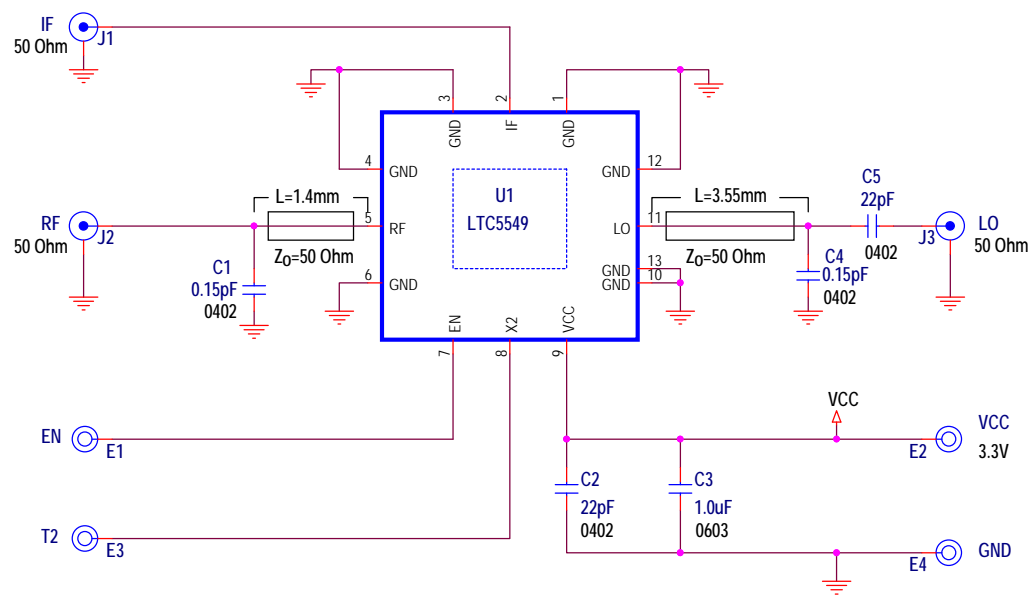 IF
50 Ohm
J1
3
2
1
GND
IF
GND
4
GND
GND
12
U1
LTC5549
L=1.4mm
L=3.55mm
C5
22pF
RF
50 Ohm
J2
5
RF
LO
11
J3
LO
50 Ohm
Z0=50 Ohm
Z0=50 Ohm
0402
C1
0.15pF
0402
6
GND
GND
13
GND
10
C4
0.15pF
0402
EN
X2
VCC
7
8
9
VCC
EN
E1
E2
VCC
3.3V
C2
22pF
0402
C3
1.0uF
0603
T2
E3
E4
GND